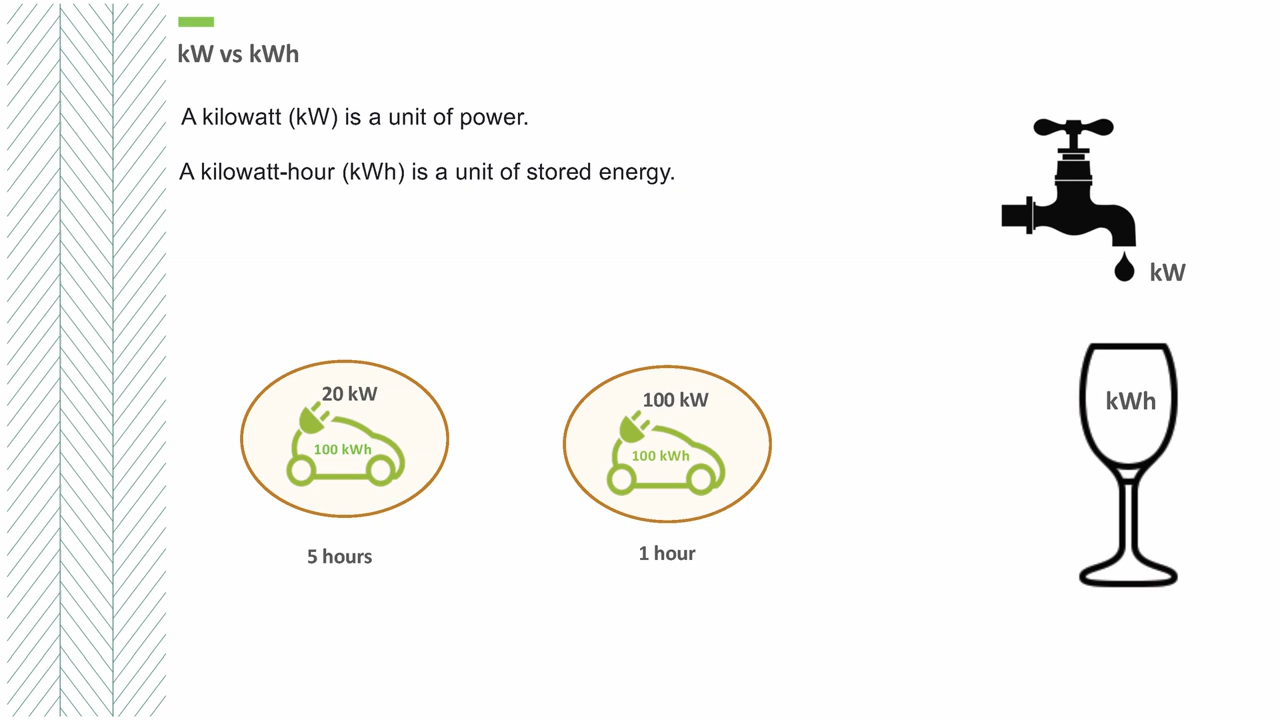 kW vs kWh
A kilowatt (kW) is a unit of power.
A kilowatt-hour (kWh) is a unit of stored energy.
kW
kWh
20 kW
100 kWh
5 hours
100 kW
100 kWh
1 hour